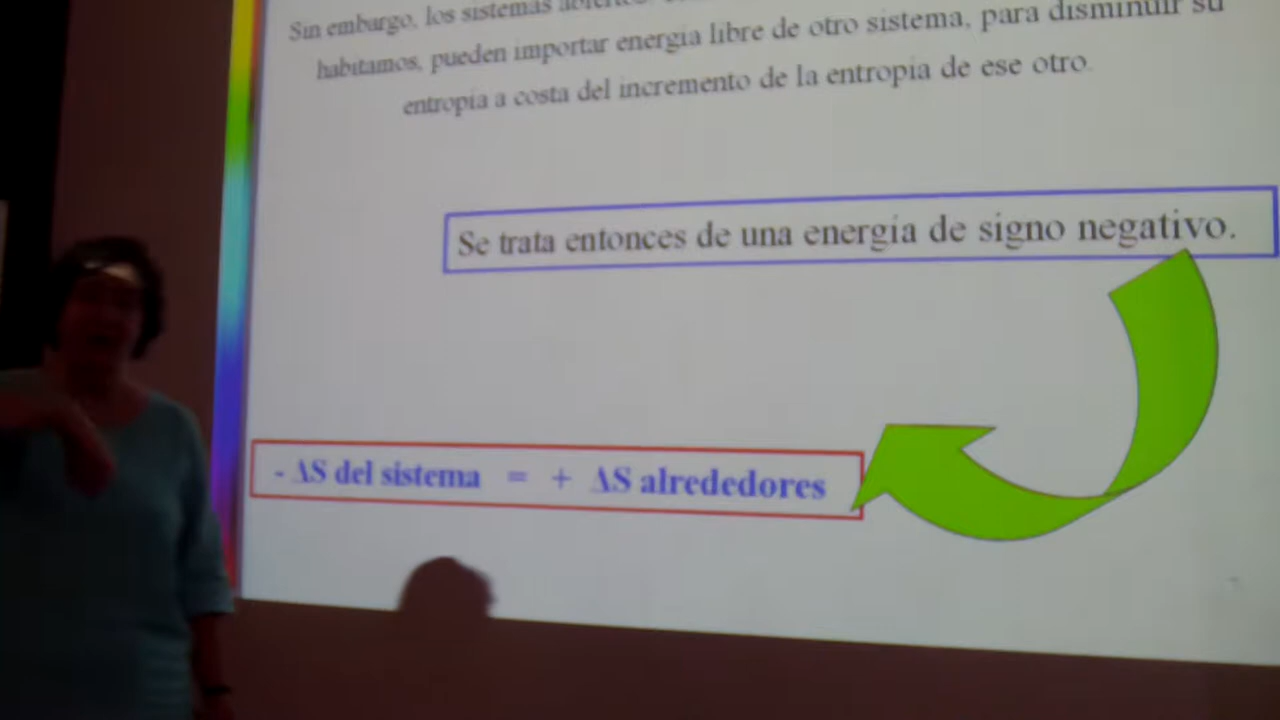 Sin embargo, los sistemas
habitamos, pueden importar energía libre de otro sistema, para disminuir su
entropía a costa del incremento de la entropía de ese otro.
Se trata entonces de una energía de signo negativo.
- ΔS del sistema = + ΔS alrededores